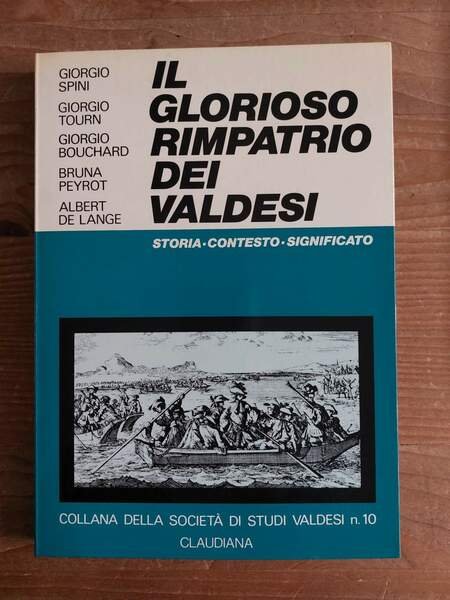 GIORGIO
SPINI
GIORGIO
TOURN
GIORGIO
BOUCHARD
BRUNA
PEYROT
ALBERT
DE LANGE
IL
GLORIOSO
RIMPATRIO
DEI
VALDESI
STORIA • CONTESTO • SIGNIFICATO
COLLANA DELLA SOCIETÀ DI STUDI VALDESI n. 10
CLAUDIANA